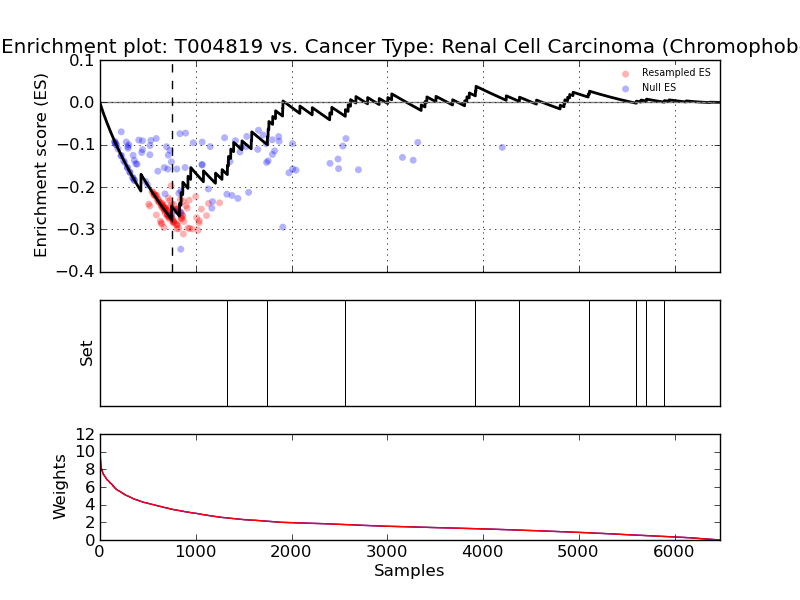 Enrichment plot: T004819 vs. Cancer Type: Renal Cell Carcinoma (Chromophob
0.1
0.0
−0.1
−0.2
−0.3
−0.4
Enrichment score (ES)
Resampled ES
Null ES
Set
12
10
8
6
4
2
0
Weights
0 1000 2000 3000 4000 5000 6000
Samples